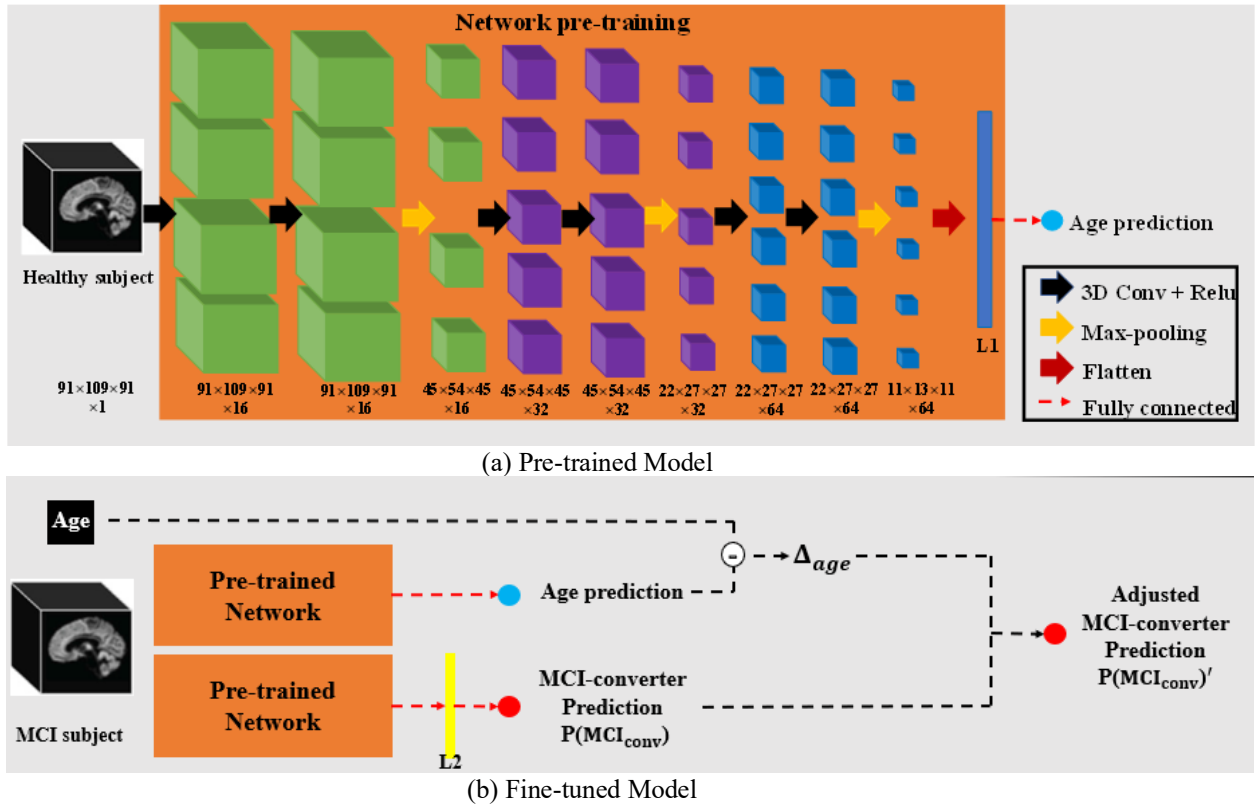 Network pre-training
Healthy subject
Age prediction
3D Conv + Relu
Max-pooling
Flatten
Fully connected
L1
91×109×91
×1
91×109×91
×16
91×109×91
×16
45×54×45
×16
45×54×45
×32
45×54×45
×32
22×27×27
×32
22×27×27
×64
22×27×27
×64
11×13×11
×64
(a) Pre-trained Model
Age
Pre-trained
Network
Age prediction
-
Δage
Pre-trained
Network
L2
MCI-converter
Prediction
P(MCIconv)
Adjusted
MCI-converter
Prediction
P(MCIconv)′
MCI subject
(b) Fine-tuned Model